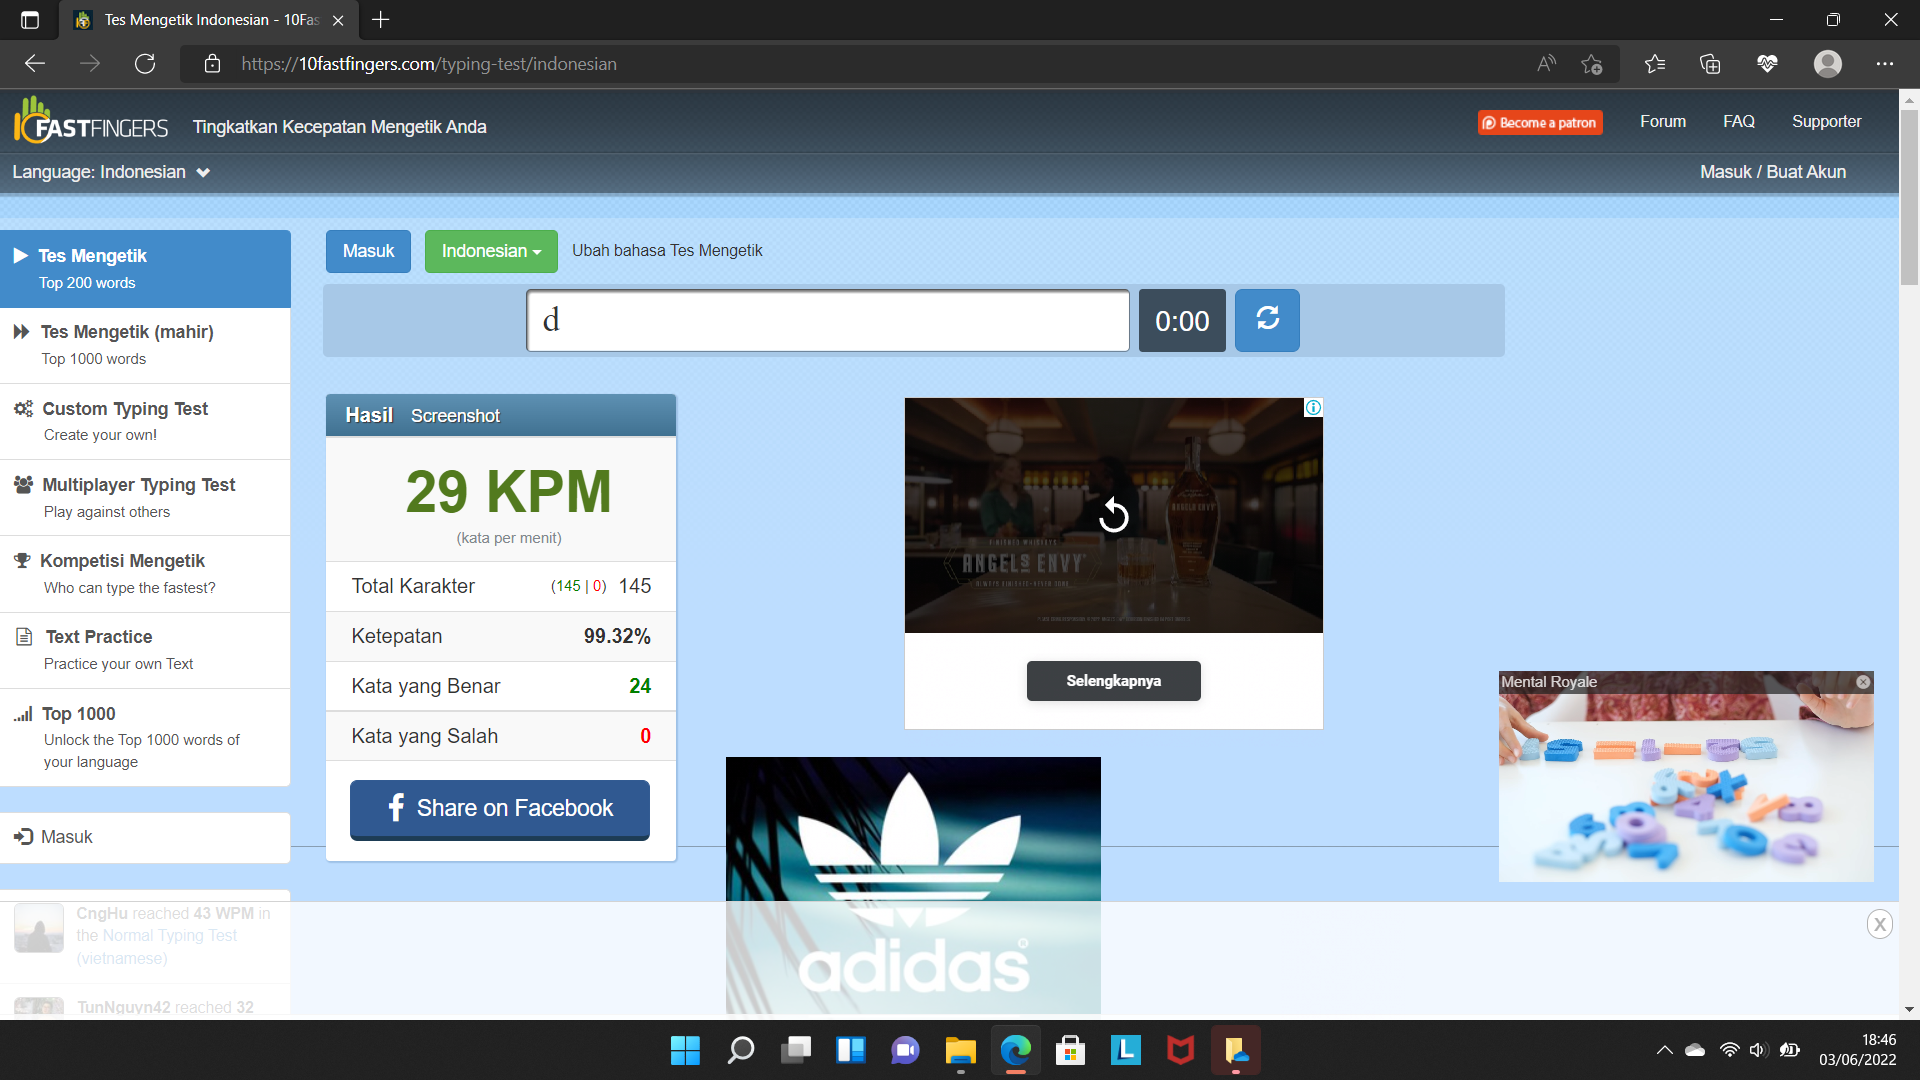 Tes Mengetik Indonesian - 10Fas
https://10fastfingers.com/typing-test/indonesian
FASTFINGERS
Tingkatkan Kecepatan Mengetik Anda
Become a patron
Forum
FAQ
Supporter
Language: Indonesian
Masuk / Buat Akun
Tes Mengetik
Top 200 words
Tes Mengetik (mahir)
Top 1000 words
Custom Typing Test
Create your own!
Multiplayer Typing Test
Play against others
Kompetisi Mengetik
Who can type the fastest?
Text Practice
Practice your own Text
Top 1000
Unlock the Top 1000 words of
your language
Masuk
CngHu reached 43 WPM in
the Normal Typing Test
(vietnamese)
TunNguyn42 reached 32
Masuk
Indonesian
Ubah bahasa Tes Mengetik
d
0:00
Hasil Screenshot
29 KPM
(kata per menit)
Total Karakter (145 | 0) 145
Ketepatan 99.32%
Kata yang Benar 24
Kata yang Salah 0
Share on Facebook
ANGELS ENVY
Selengkapnya
adidas
Mental Royale
X
18:46
03/06/2022